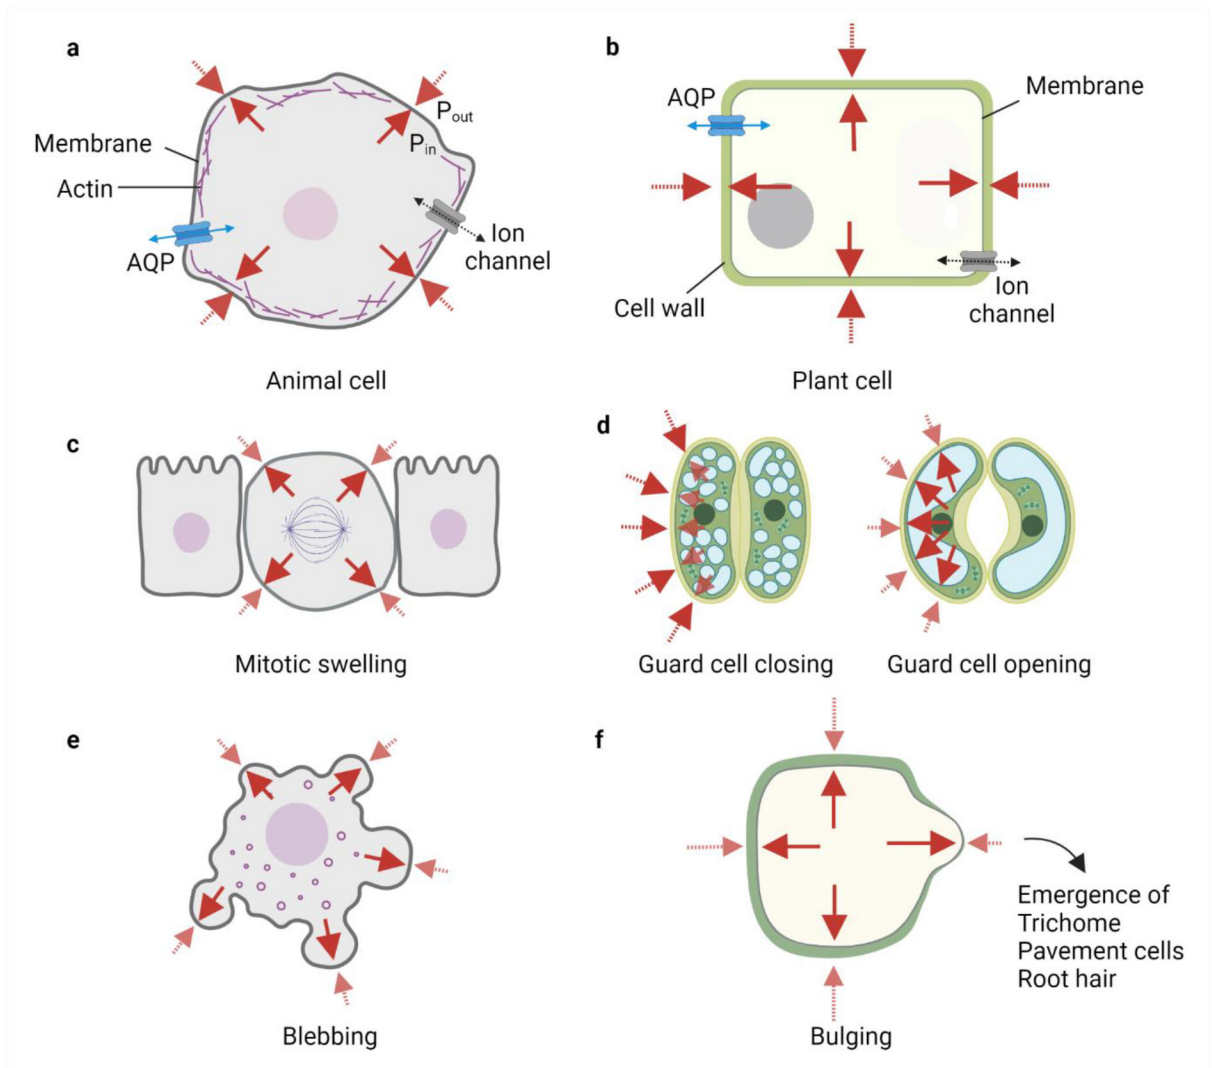 a
Membrane
Actin
AQP
Pout
Pin
Ion
channel
Animal cell
b
AQP
Membrane
Cell wall
Ion
channel
Plant cell
c
Mitotic swelling
d
Guard cell closing
Guard cell opening
e
Blebbing
f
Emergence of
Trichome
Pavement cells
Root hair
Bulging